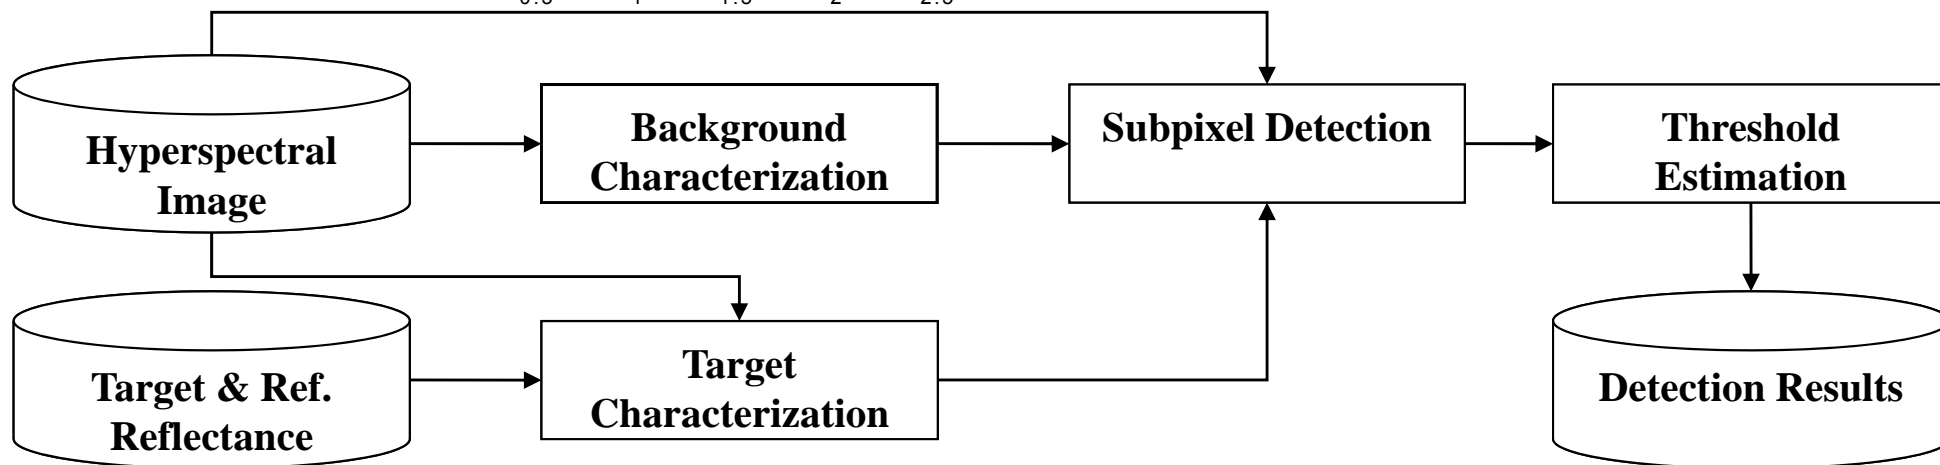 Hyperspectral
Image
Background
Characterization
Subpixel Detection
Threshold
Estimation
Target & Ref.
Reflectance
Target
Characterization
Detection Results